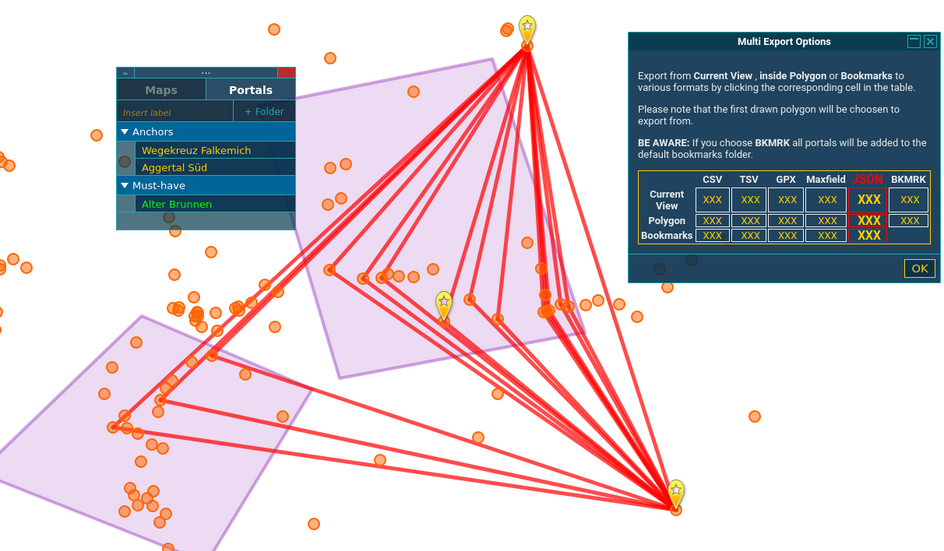 ...
Maps Portals
Insert label + Folder
Anchors
Wegekreuz Falkemich
Aggertal Süd
Must-have
Alter Brunnen
Multi Export Options
Export from Current View , inside Polygon or Bookmarks to
various formats by clicking the corresponding cell in the table.
Please note that the first drawn polygon will be choosen to
export from.
BE AWARE: If you choose BKMRK all portals will be added to the
default bookmarks folder.
CSV TSV GPX Maxfield JSON BKMRK
Current
View XXX XXX XXX XXX XXX XXX
Polygon XXX XXX XXX XXX XXX XXX
Bookmarks XXX XXX XXX XXX XXX
OK